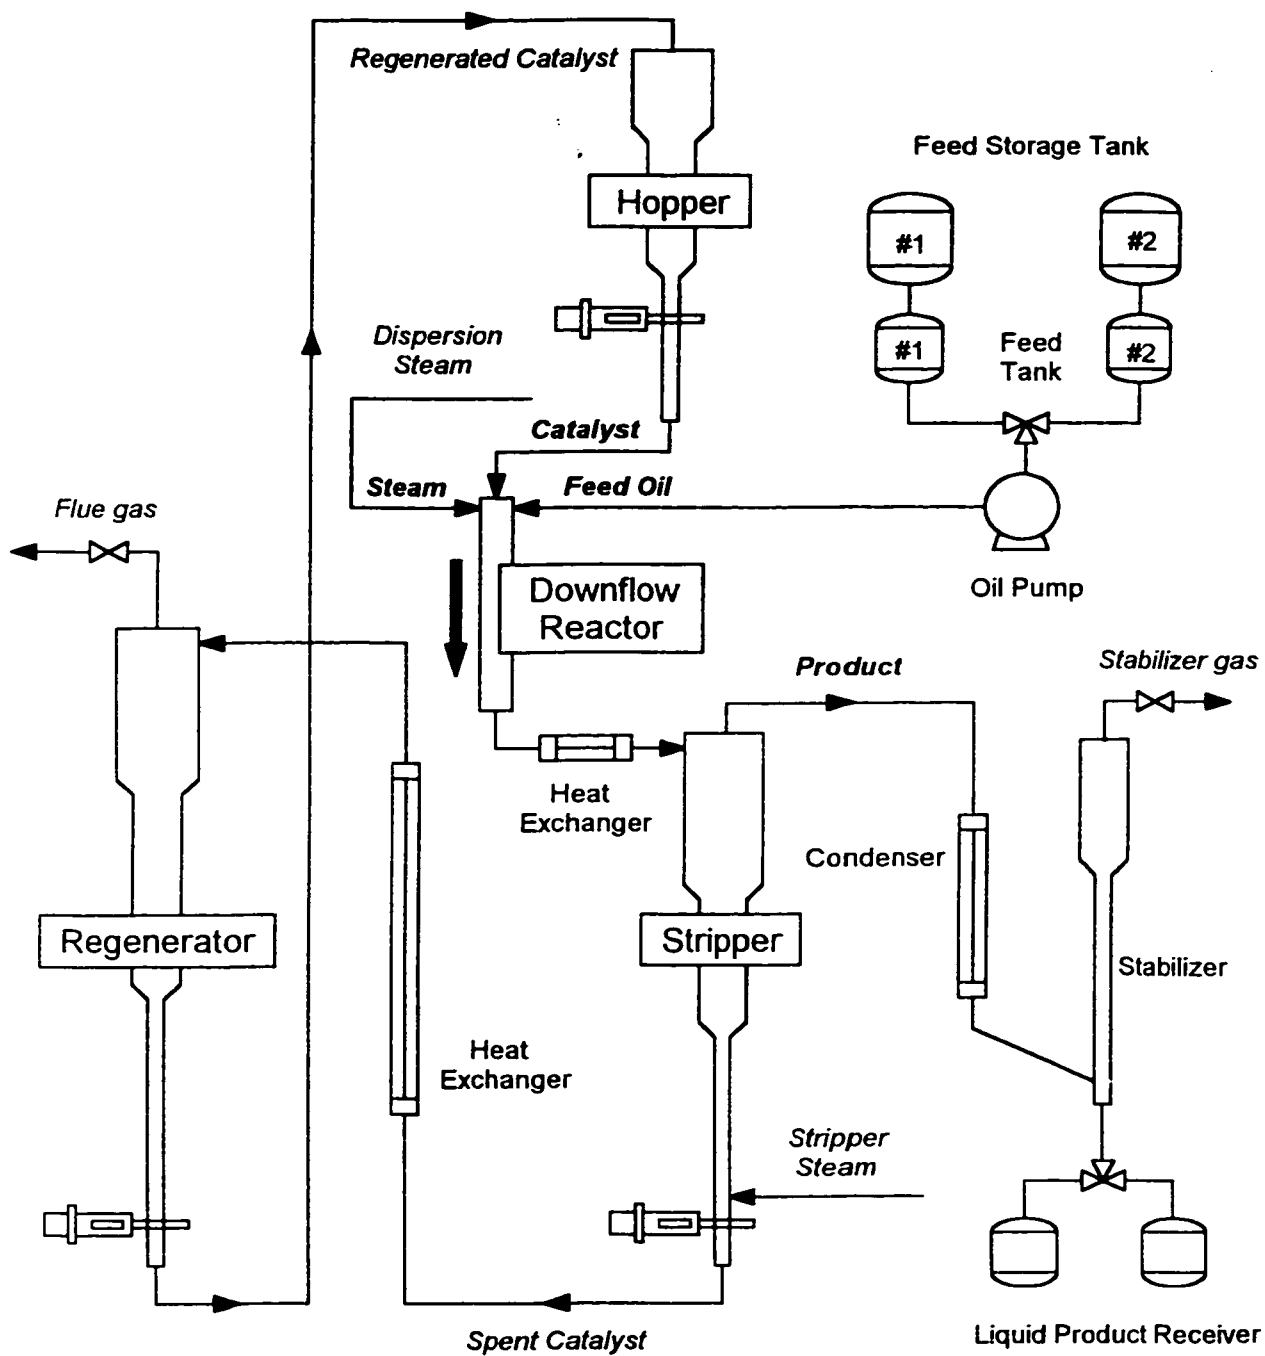 Regenerated Catalyst
Hopper
Feed Storage Tank
#1
#2
#1
Feed
Tank
#2
Dispersion
Steam
Catalyst
Steam
Feed Oil
Oil Pump
Flue gas
Downflow
Reactor
Product
Stabilizer gas
Heat
Exchanger
Condenser
Regenerator
Stripper
Stabilizer
Heat
Exchanger
Stripper
Steam
Spent Catalyst
Liquid Product Receiver